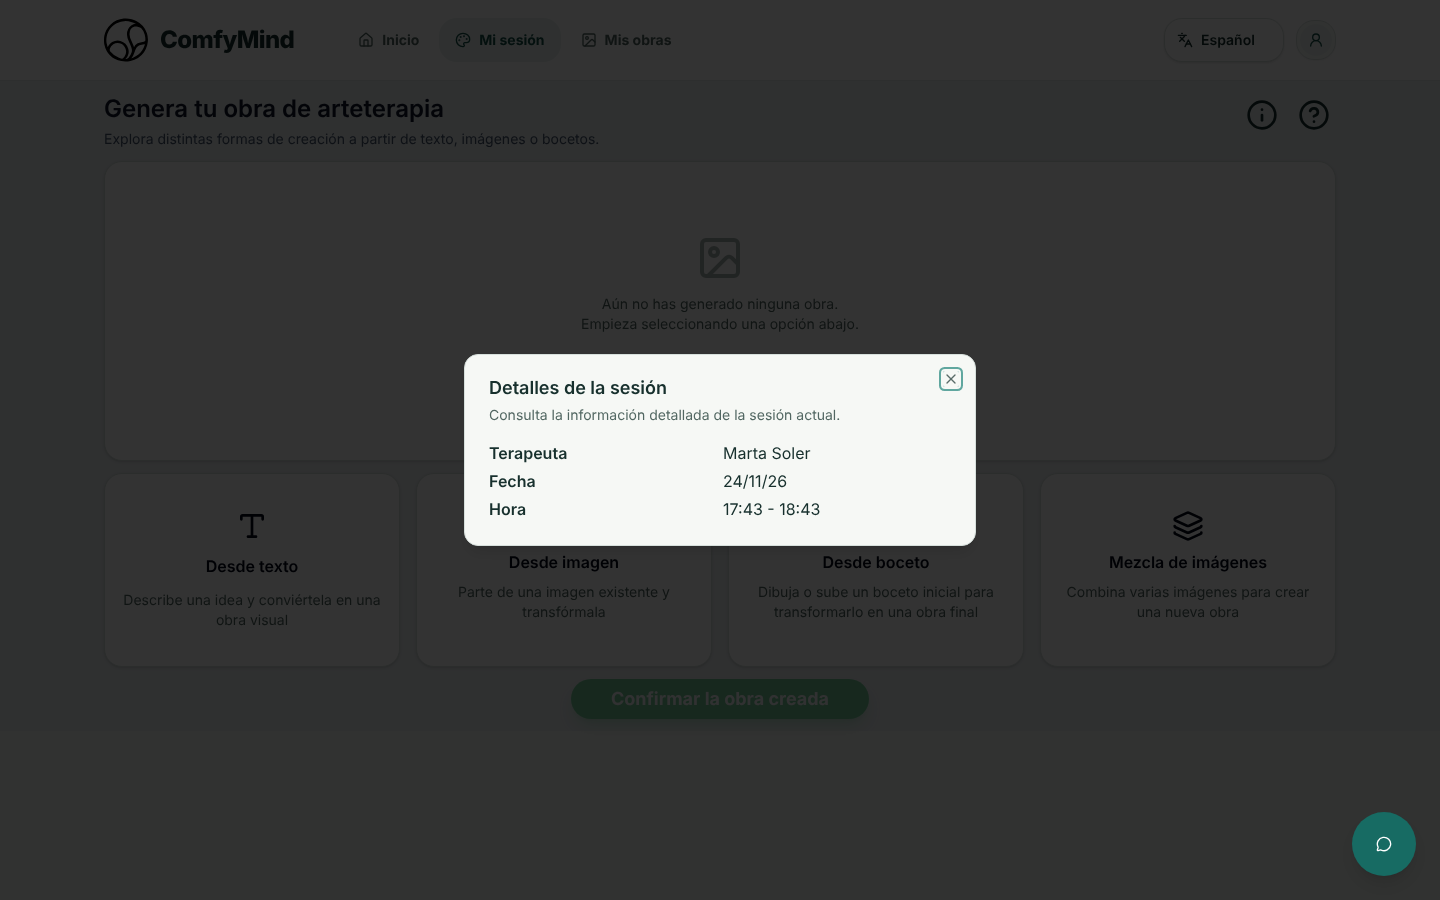 ComfyMind
Inicio
Mi sesión
Mis obras
Español
Genera tu obra de arteterapia
Explora distintas formas de creación a partir de texto, imágenes o bocetos.
Aún no has generado ninguna obra.
Empieza seleccionando una opción abajo.
Detalles de la sesión
Consulta la información detallada de la sesión actual.
Terapeuta Marta Soler
Fecha 24/11/26
Hora 17:43 - 18:43
Desde texto
Describe una idea y conviértela en una
obra visual
Desde imagen
Parte de una imagen existente y
transfórmala
Desde boceto
Dibuja o sube un boceto inicial para
transformarlo en una obra final
Mezcla de imágenes
Combina varias imágenes para crear
una nueva obra
Confirmar la obra creada